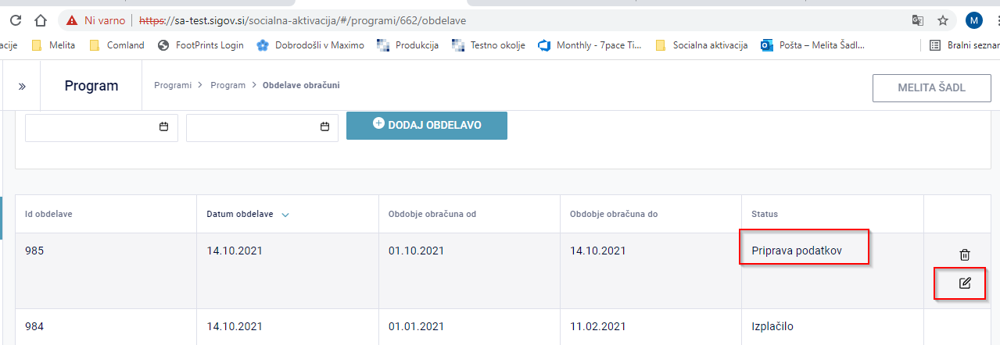 Ni varno https://sa-test.sigov.si/socialna-aktivacija/#/programi/662/obdelave M
acije Melita Comland FootPrints Login Dobrodošli v Maximo Produkcija Testno okolje Monthly - 7pace Ti... Socialna aktivacija Pošta – Melita Šadl... Bralni seznam
» Program Programi > Program > Obdelave obračuni MELITA ŠADL
DODAJ OBDELAVO
Id obdelave Datum obdelave Obdobje obračuna od Obdobje obračuna do Status
985 14.10.2021 01.10.2021 14.10.2021 Priprava podatkov
984 14.10.2021 01.01.2021 11.02.2021 Izplačilo